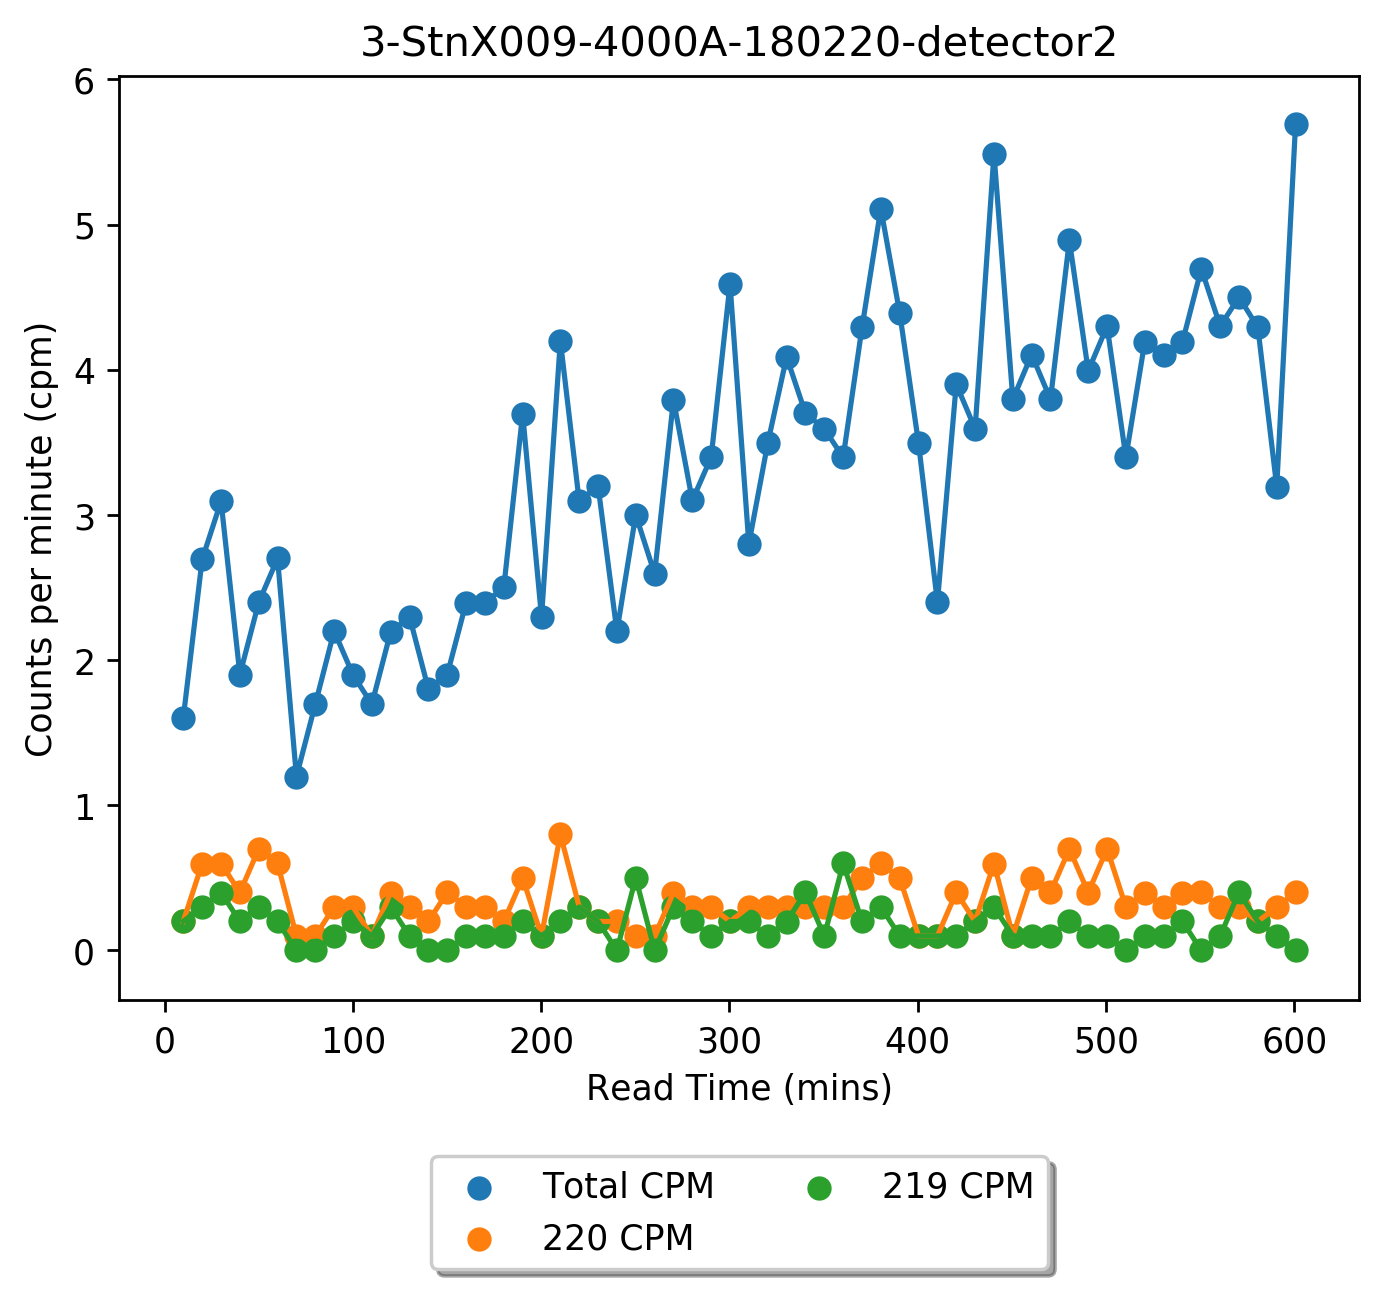 3-StnX009-4000A-180220-detector2
6
5
4
3
2
1
0
Counts per minute (cpm)
0 100 200 300 400 500 600
Read Time (mins)
Total CPM
220 CPM
219 CPM